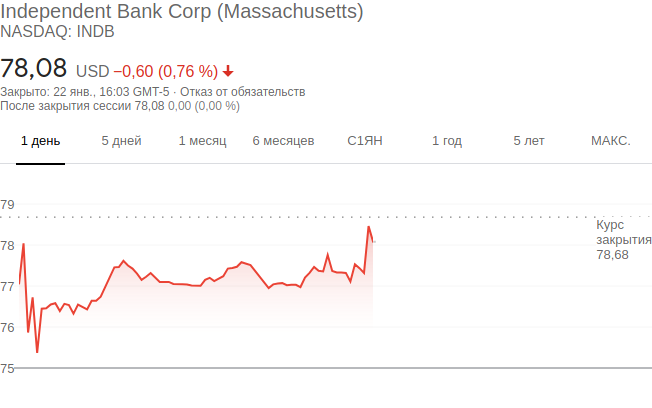 Independent Bank Corp (Massachusetts)
NASDAQ: INDB
78,08 USD −0,60 (0,76 %)
Закрыто: 22 янв., 16:03 GMT-5 · Отказ от обязательств
После закрытия сессии 78,08 0,00 (0,00 %)
1 день 5 дней 1 месяц 6 месяцев С1ЯН 1 год 5 лет МАКС.
79
Курс
закрытия
78,68
78
77
76
75